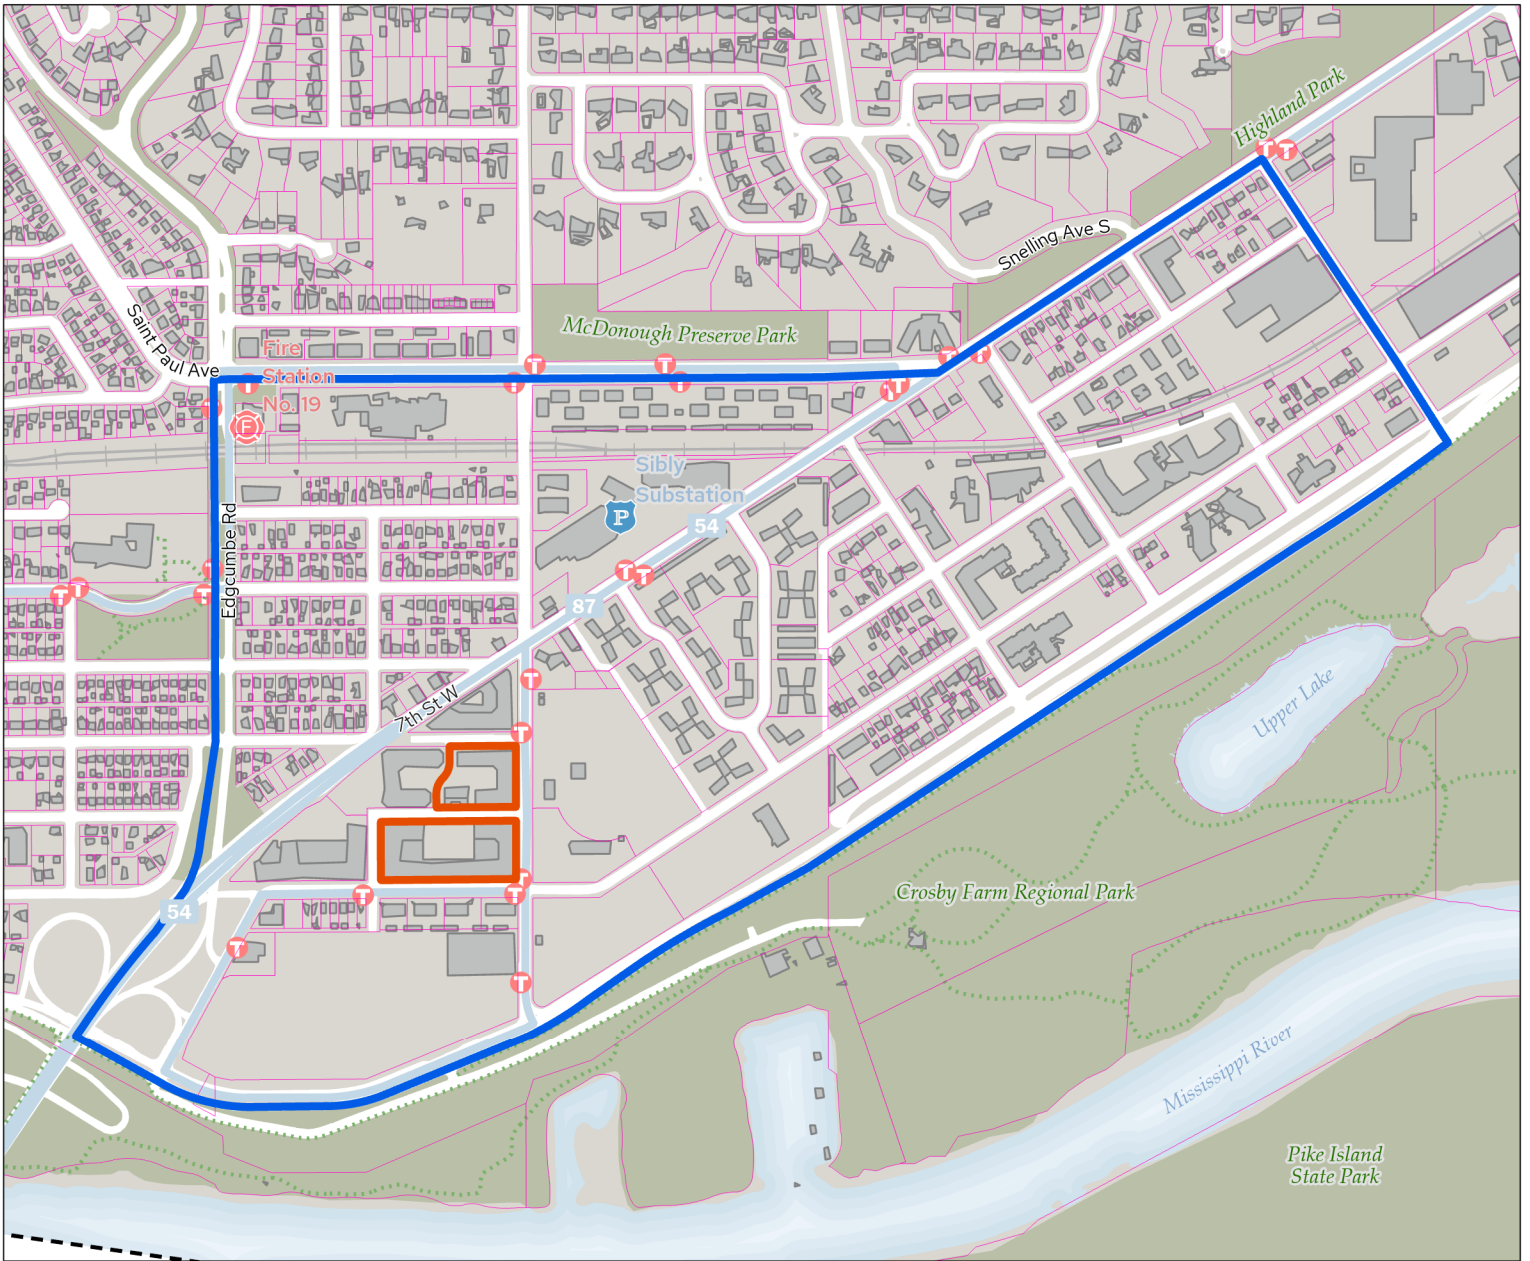 Highland Park
T T
Snelling Ave S
McDonough Preserve Park
Saint Paul Ave
Fire
Station
No. 19
F
Sibly
Substation
P
54
Edgcumbe Rd
87
7th St W
Upper Lake
Crosby Farm Regional Park
54
Mississippi River
Pike Island
State Park